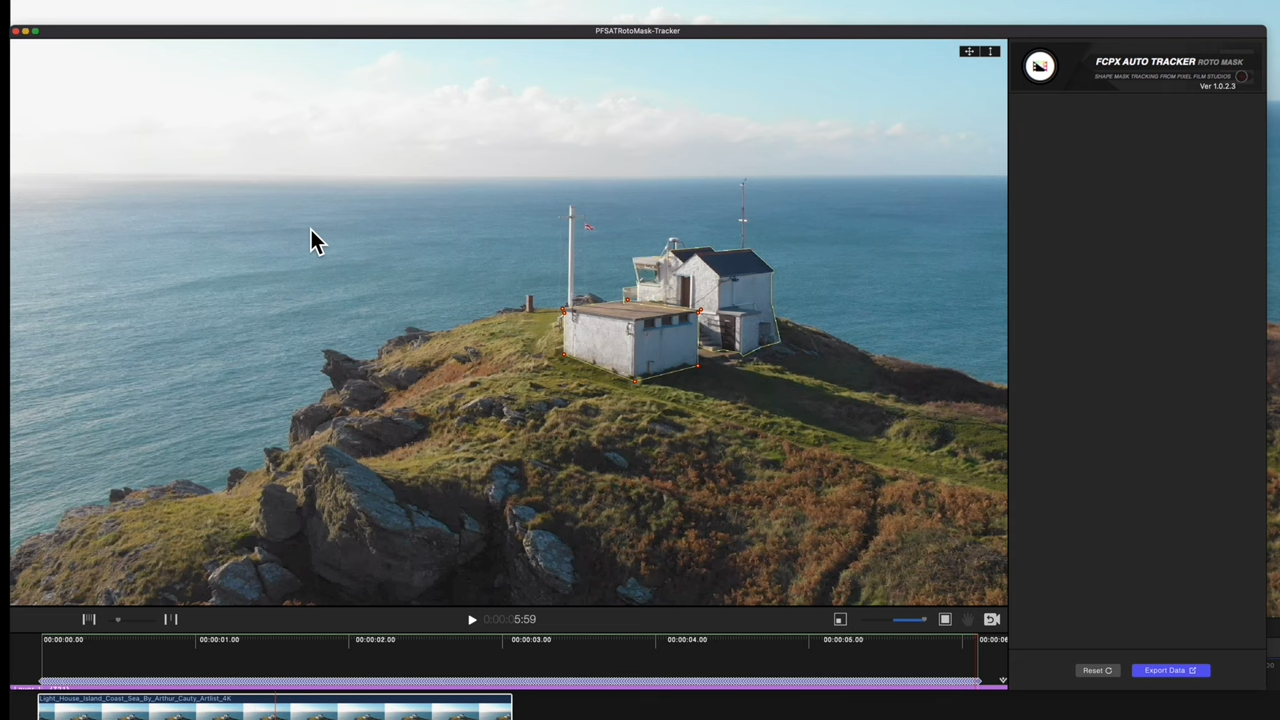 PFSATRotoMask-Tracker
FCPX AUTO TRACKER ROTO MASK
SHAPE MASK TRACKING FROM PIXEL FILM STUDIOS
Ver 1.0.2.3
0:00:05:59
00:00:00.00
00:00:01.00
00:00:02.00
00:00:03.00
00:00:04.00
00:00:05.00
00:00:06
Reset
Export Data
Light_House_Island_Coast_Sea_By_Arthur_Cauty_Artlist_4K